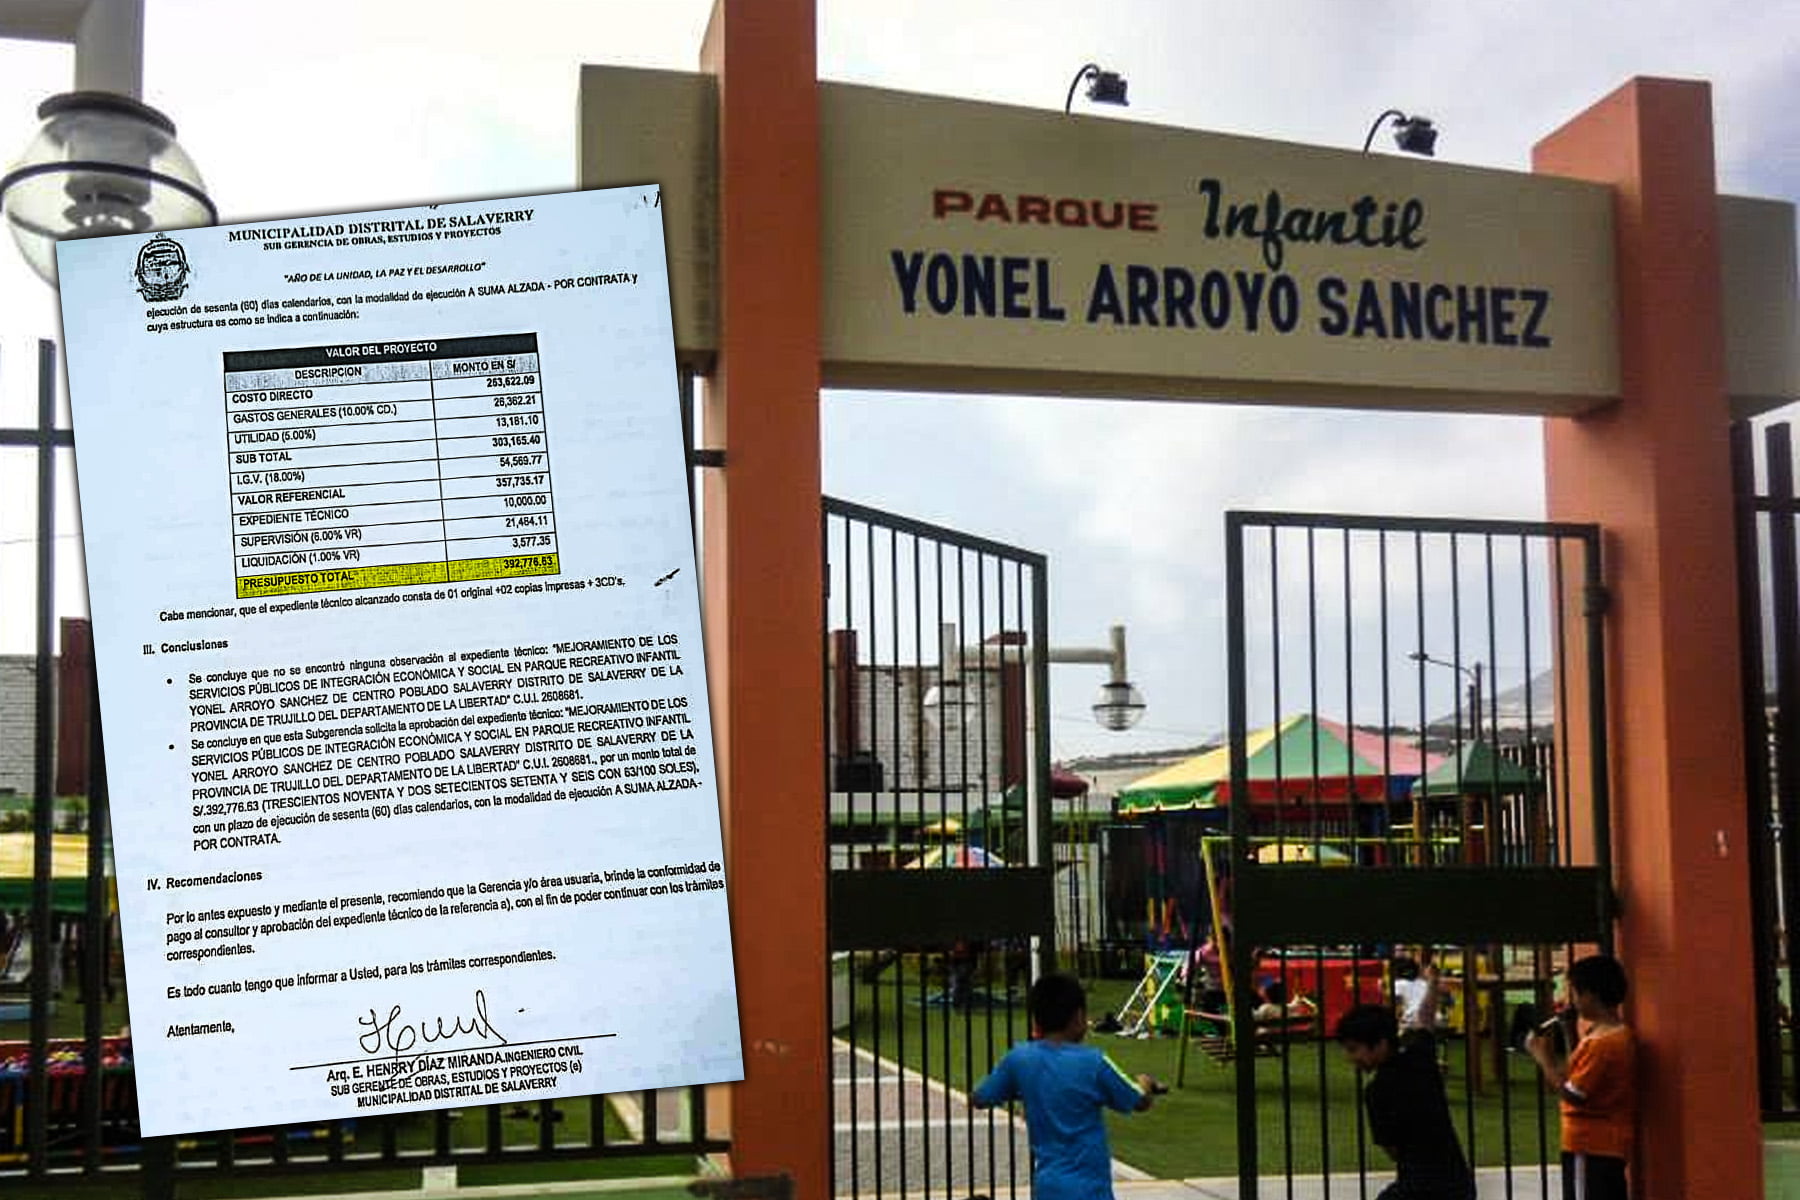 MUNICIPALIDAD DISTRITAL DE SALAVERRY
SUB GERENCIA DE OBRAS, ESTUDIOS Y PROYECTOS
"AÑO DE LA UNIDAD, LA PAZ Y EL DESARROLLO"
ejecución de sesenta (60) días calendarios, con la modalidad de ejecución A SUMA ALZADA - POR CONTRATA y
cuya estructura es como se indica a continuación:
VALOR DEL PROYECTO
DESCRIPCION MONTO EN S/
COSTO DIRECTO 263,622.09
GASTOS GENERALES (10.00% CD.) 26,362.21
UTILIDAD (5.00%) 13,181.10
SUB TOTAL 303,165.40
I.G.V. (18.00%) 54,569.77
VALOR REFERENCIAL 357,735.17
EXPEDIENTE TÉCNICO 10,000.00
SUPERVISIÓN (6.00% VR) 21,464.11
LIQUIDACIÓN (1.00% VR) 3,577.35
PRESUPUESTO TOTAL 392,776.63
Cabe mencionar, que el expediente técnico alcanzado consta de 01 original +02 copias impresas + 3CD's.
III. Conclusiones
• Se concluye que no se encontró ninguna observación al expediente técnico: "MEJORAMIENTO DE LOS
SERVICIOS PÚBLICOS DE INTEGRACIÓN ECONÓMICA Y SOCIAL EN PARQUE RECREATIVO INFANTIL
YONEL ARROYO SANCHEZ DE CENTRO POBLADO SALAVERRY DISTRITO DE SALAVERRY DE LA
PROVINCIA DE TRUJILLO DEL DEPARTAMENTO DE LA LIBERTAD" C.U.I. 2608681.
• Se concluye en que esta Subgerencia solicita la aprobación del expediente técnico: "MEJORAMIENTO DE LOS
SERVICIOS PÚBLICOS DE INTEGRACIÓN ECONÓMICA Y SOCIAL EN PARQUE RECREATIVO INFANTIL
YONEL ARROYO SANCHEZ DE CENTRO POBLADO SALAVERRY DISTRITO DE SALAVERRY DE LA
PROVINCIA DE TRUJILLO DEL DEPARTAMENTO DE LA LIBERTAD" C.U.I. 2608681., por un monto total de
S/.392,776.63 (TRESCIENTOS NOVENTA Y DOS SETECIENTOS SETENTA Y SEIS CON 63/100 SOLES),
con un plazo de ejecución de sesenta (60) días calendarios, con la modalidad de ejecución A SUMA ALZADA-
POR CONTRATA.
IV. Recomendaciones
Por lo antes expuesto y mediante el presente, recomiendo que la Gerencia y/o área usuaria, brinde la conformidad de
pago al consultor y aprobación del expediente técnico de la referencia a), con el fin de poder continuar con los trámites
correspondientes.
Es todo cuanto tengo que informar a Usted, para los trámites correspondientes.
Atentamente,
Arq. E. HENRRY DÍAZ MIRANDA.INGENIERO CIVIL
SUB GERENTE DE OBRAS, ESTUDIOS Y PROYECTOS (e)
MUNICIPALIDAD DISTRITAL DE SALAVERRY
PARQUE Infantil
YONEL ARROYO SANCHEZ